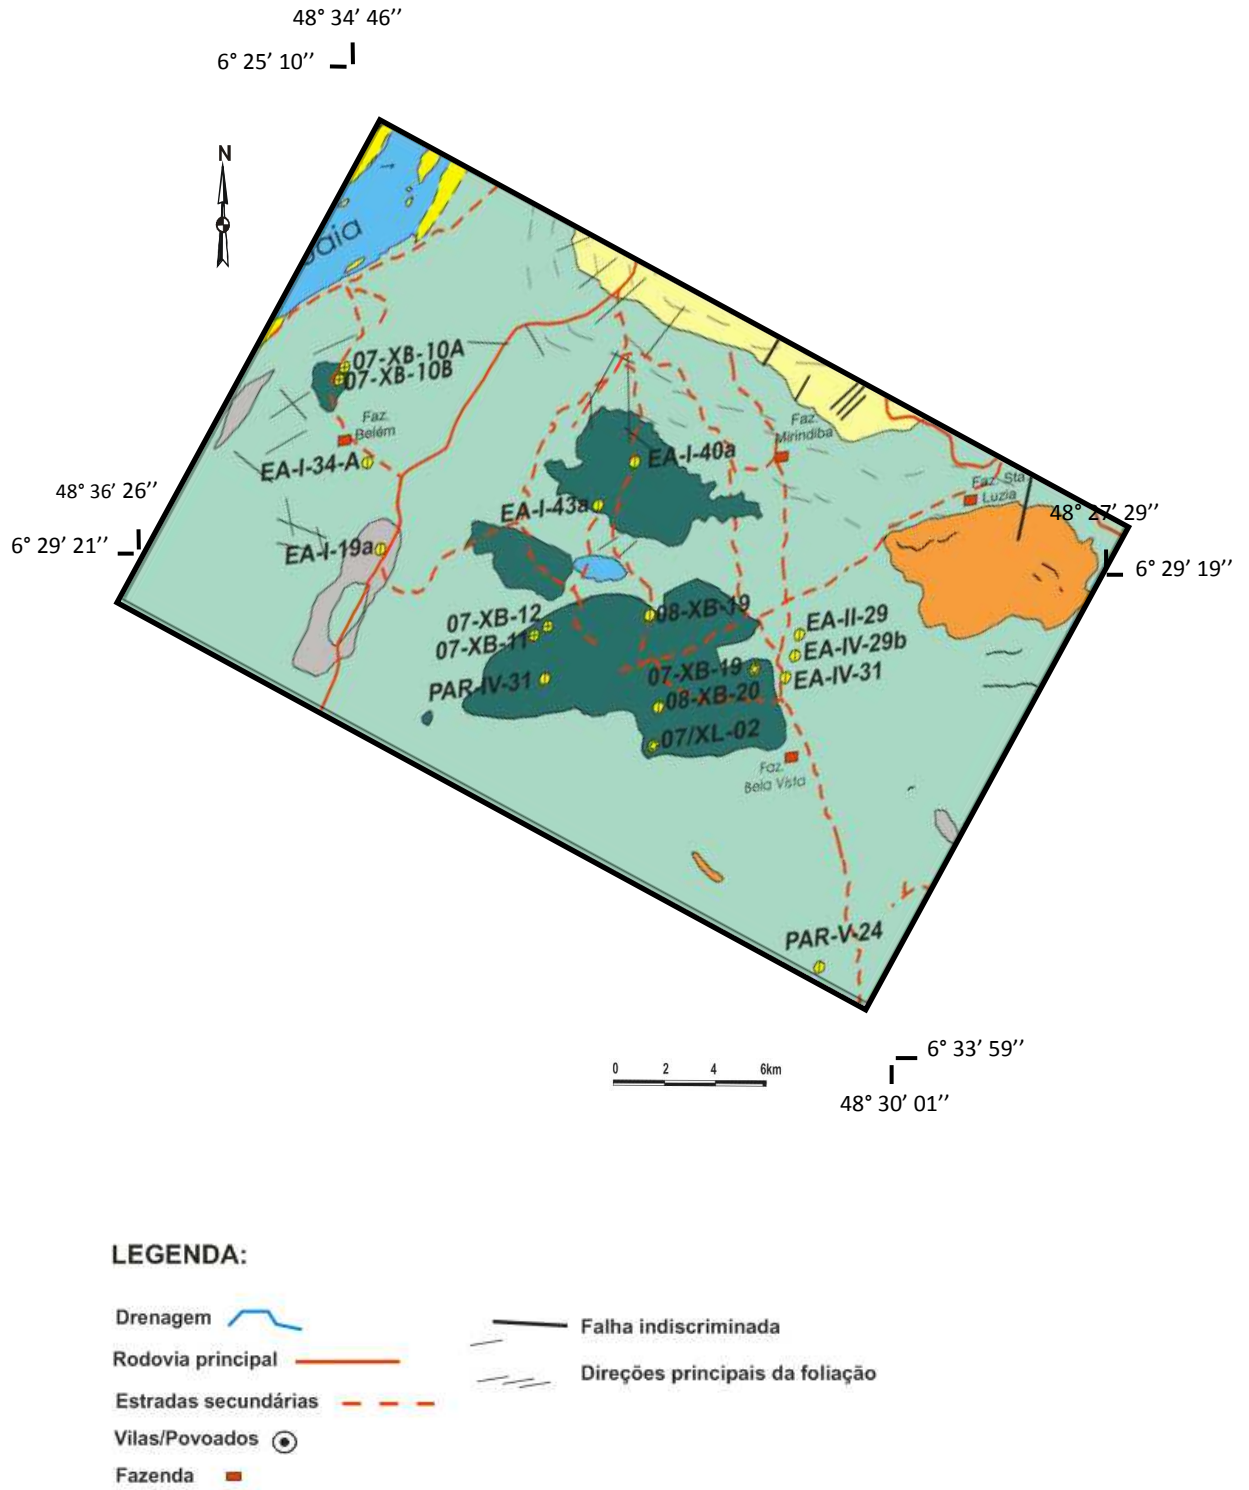 48° 34’ 46’’
6° 25’ 10’’
N
07-XB-10A
07-XB-10B
Faz.
Belém
EA-I-34-A
Faz.
Mirindiba
EA-I-40a
Faz. Sta.
Luzia
48° 36’ 26’’
6° 29’ 21’’
EA-I-43a
48° 27’ 29’’
6° 29’ 19’’
EA-I-19a
07-XB-12
07-XB-11
08-XB-19
EA-II-29
EA-IV-29b
EA-IV-31
PAR-IV-31
07-XB-19
08-XB-20
07/XL-02
Faz.
Bela Vista
PAR-V-24
6° 33’ 59’’
48° 30’ 01’’
0 2 4 6km
LEGENDA:
Drenagem
Rodovia principal
Estradas secundárias
Vilas/Povoados
Fazenda
Falha indiscriminada
Direções principais da foliação